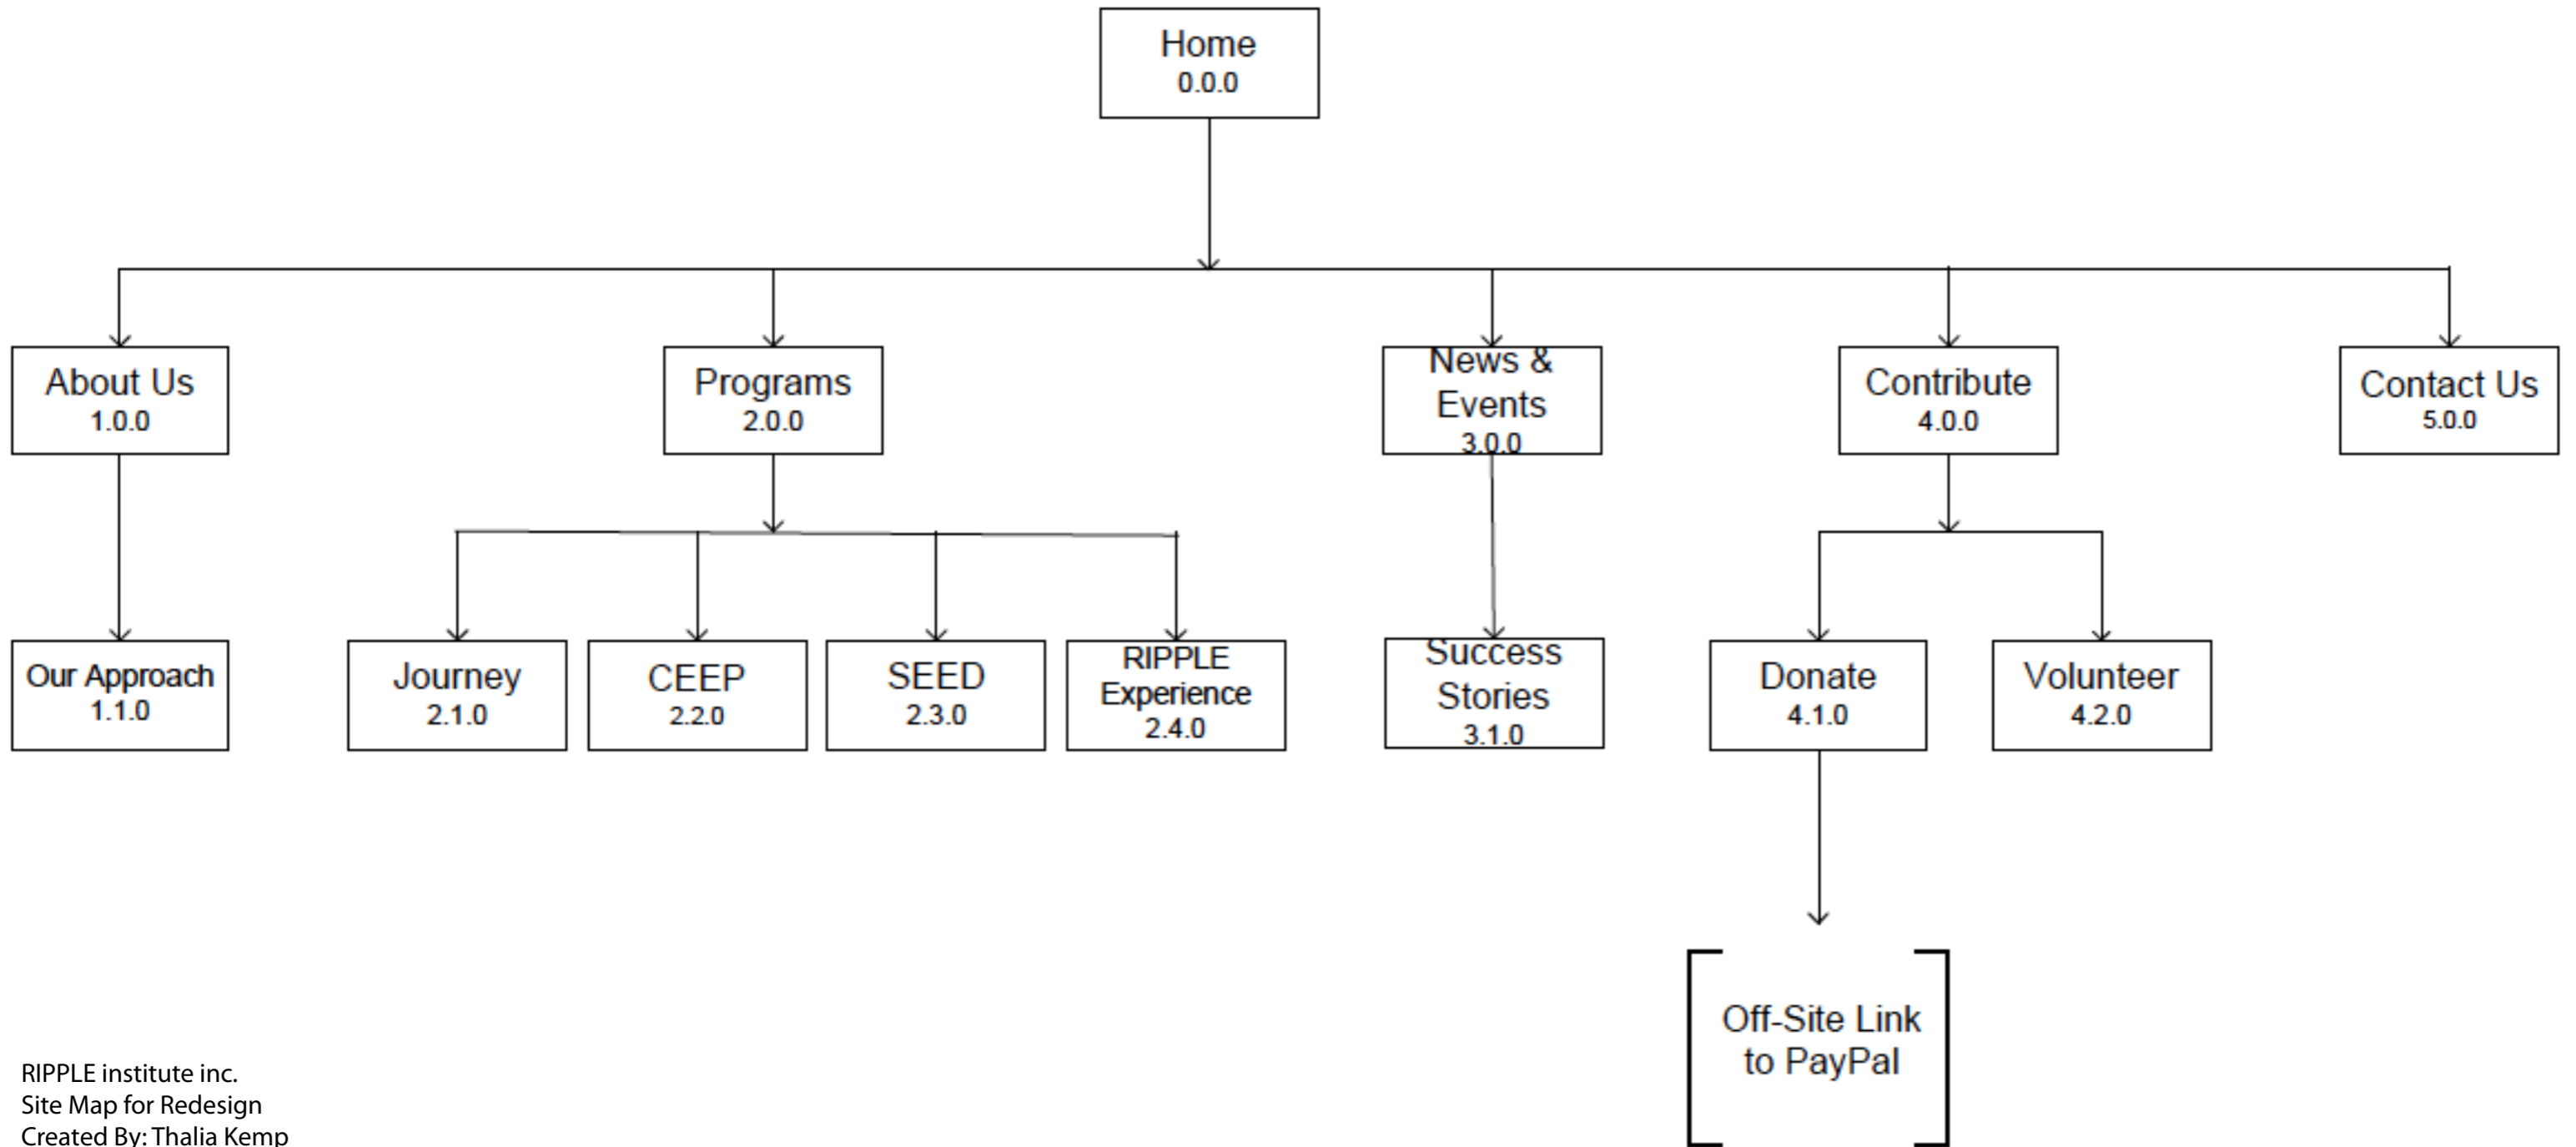 Home
0.0.0
About Us
1.0.0
Programs
2.0.0
News &
Events
3.0.0
Contribute
4.0.0
Contact Us
5.0.0
Our Approach
1.1.0
Journey
2.1.0
CEEP
2.2.0
SEED
2.3.0
RIPPLE
Experience
2.4.0
Success
Stories
3.1.0
Donate
4.1.0
Volunteer
4.2.0
Off-Site Link
to PayPal
RIPPLE institute inc.
Site Map for Redesign
Created By: Thalia Kemp